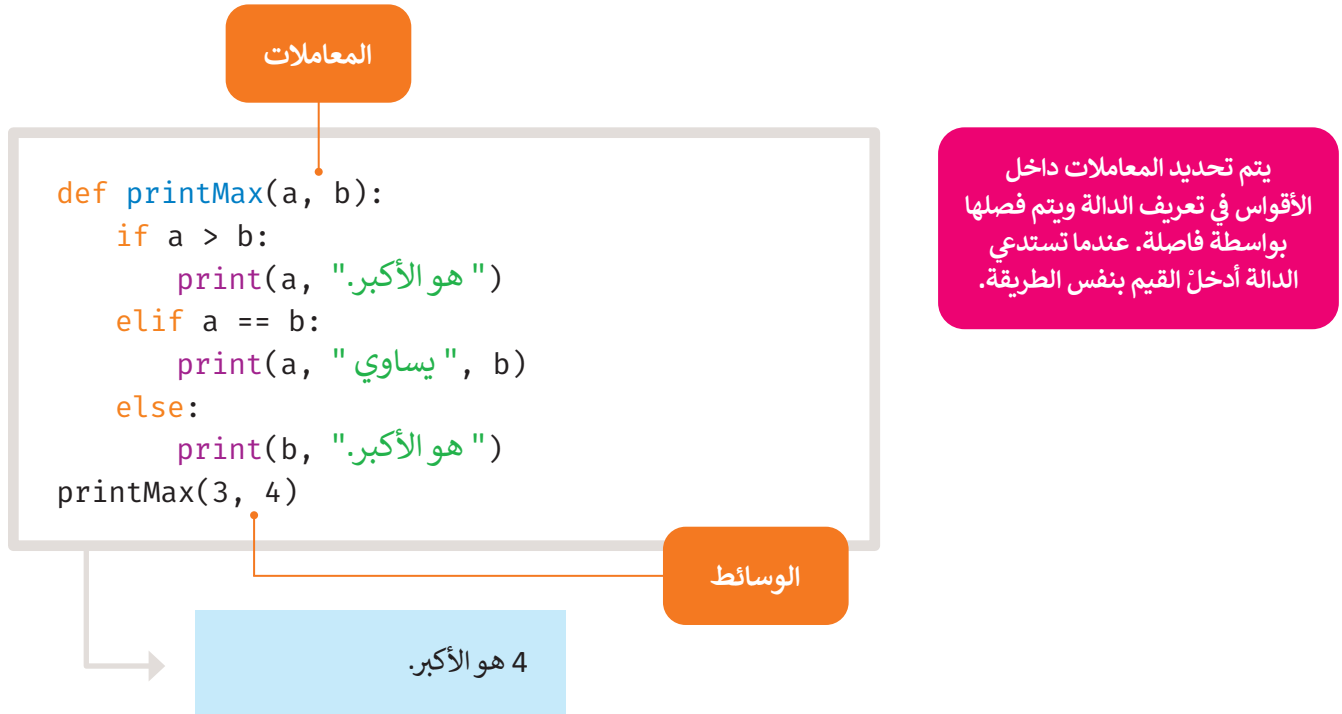 المعاملات
def printMax(a, b):
if a > b:
print(a, " هو الأكبر.")
elif a == b:
print(a, " يساوي ", b)
else:
print(b, " هو الأكبر.")
printMax(3, 4)
الوسائط
4 هو الأكبر.
يتم تحديد المعاملات داخل
الأقواس في تعريف الدالة ويتم فصلها
بواسطة فاصلة. عندما تستدعي
الدالة أدخلْ القيم بنفس الطريقة.